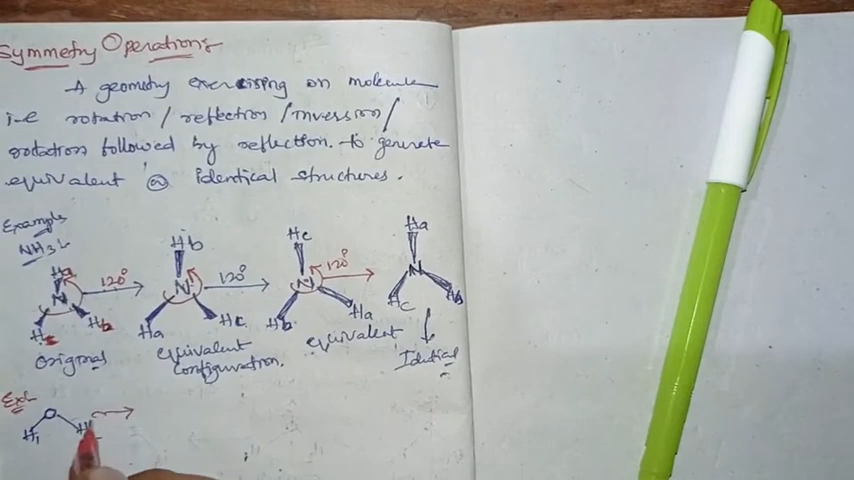 Symmetry Operations
A geometry exercising on molecule
i.e rotation / reflection / inversion /
rotation followed by reflection. to generate
equivalent @ identical structures.
Example
NH3
Ha Hb Hc Ha
N 120° N 120° N 120° N
Hc Hb Ha Hc Hb Ha Hc Hb
original equivalent configuration. equivalent Identical
Ex:
O
H1 H